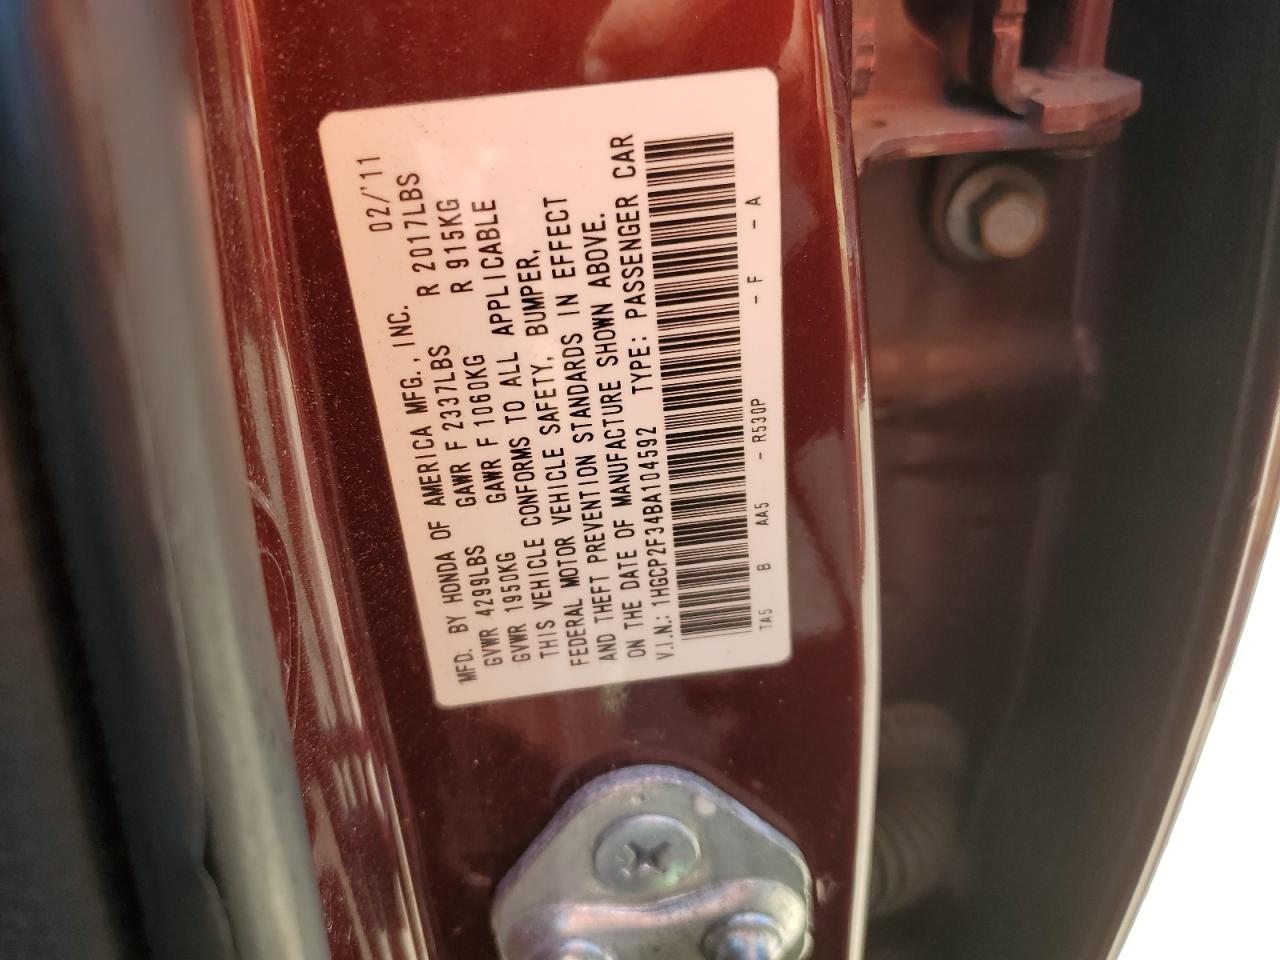 MFD. BY HONDA OF AMERICA MFG., INC. 02/'11
GVWR 4299LBS GAWR F 2337LBS R 2017LBS
GVWR 1950KG GAWR F 1060KG R 915KG
THIS VEHICLE CONFORMS TO ALL APPLICABLE
FEDERAL MOTOR VEHICLE SAFETY, BUMPER,
AND THEFT PREVENTION STANDARDS IN EFFECT
ON THE DATE OF MANUFACTURE SHOWN ABOVE.
V.I.N.: 1HGCP2F34BA104592 TYPE: PASSENGER CAR
TA5 B AA5 - R530P - F - A